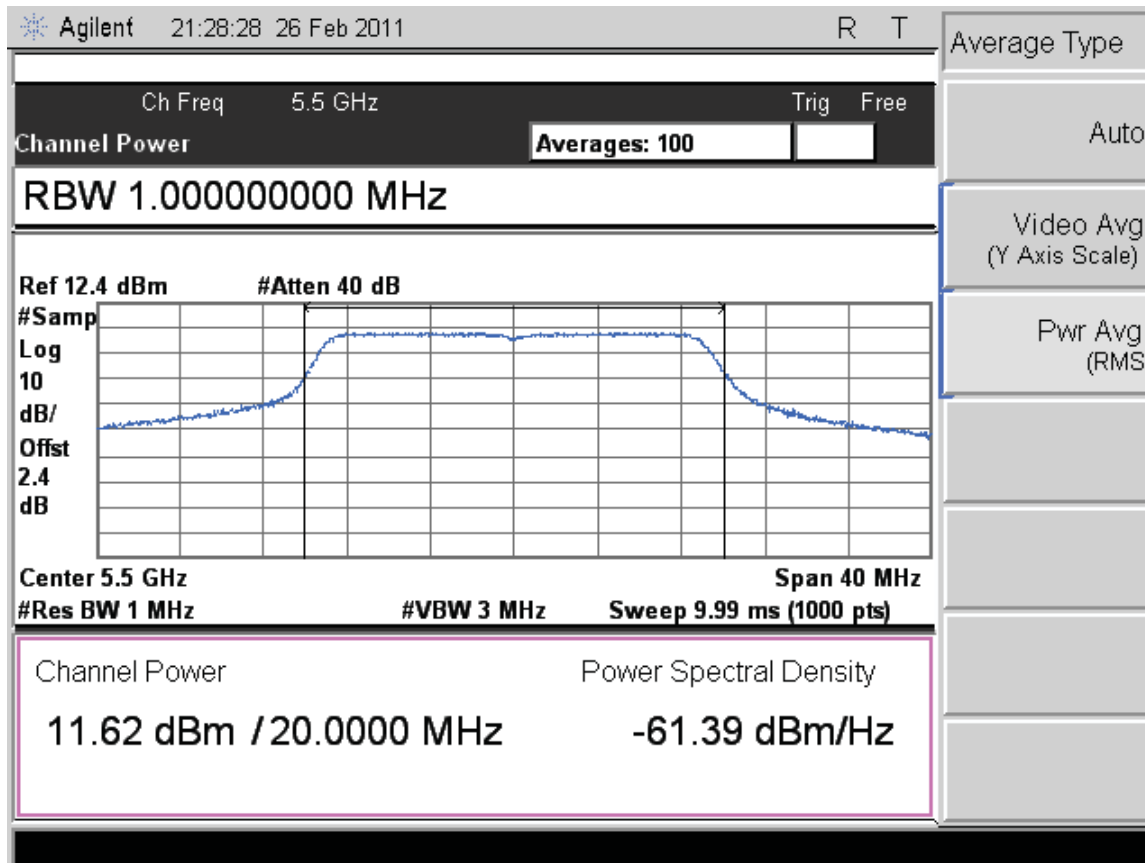 Agilent 21:28:28 26 Feb 2011 R T
Average Type
Ch Freq 5.5 GHz Trig Free
Channel Power Averages: 100
Auto
RBW 1.000000000 MHz
Video Avg
(Y Axis Scale)
Ref 12.4 dBm #Atten 40 dB
#Samp
Log
10
dB/
Offst
2.4
dB
Pwr Avg
(RMS
Center 5.5 GHz Span 40 MHz
#Res BW 1 MHz #VBW 3 MHz Sweep 9.99 ms (1000 pts)
Channel Power Power Spectral Density
11.62 dBm / 20.0000 MHz -61.39 dBm/Hz